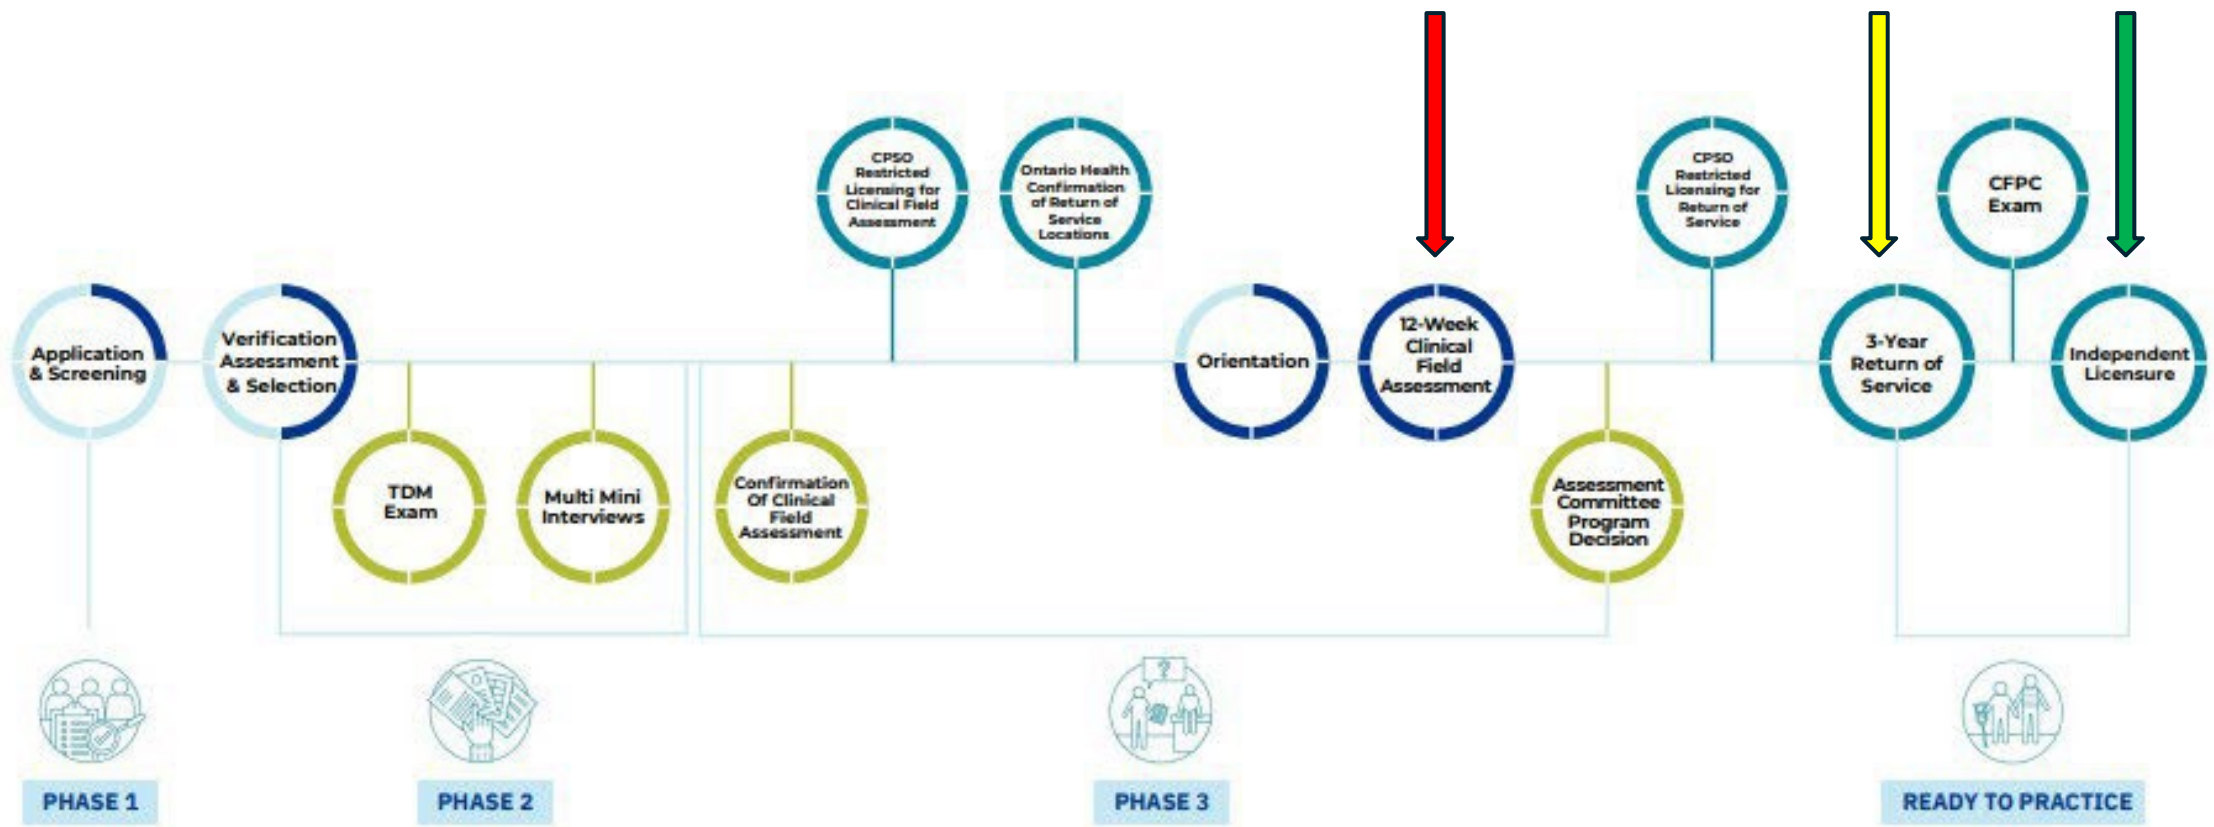 Application
& Screening
Verification
Assessment
& Selection
TDM
Exam
Multi Mini
Interviews
Confirmation
Of Clinical
Field
Assessment
CPSO
Restricted
Licensing for
Clinical Field
Assessment
Ontario Health
Confirmation
of Return of
Service
Locations
Orientation
12-Week
Clinical
Field
Assessment
Assessment
Committee
Program
Decision
CPSO
Restricted
Licensing for
Return of
Service
3-Year
Return of
Service
CFPC
Exam
Independent
Licensure
?
PHASE 1
PHASE 2
PHASE 3
READY TO PRACTICE